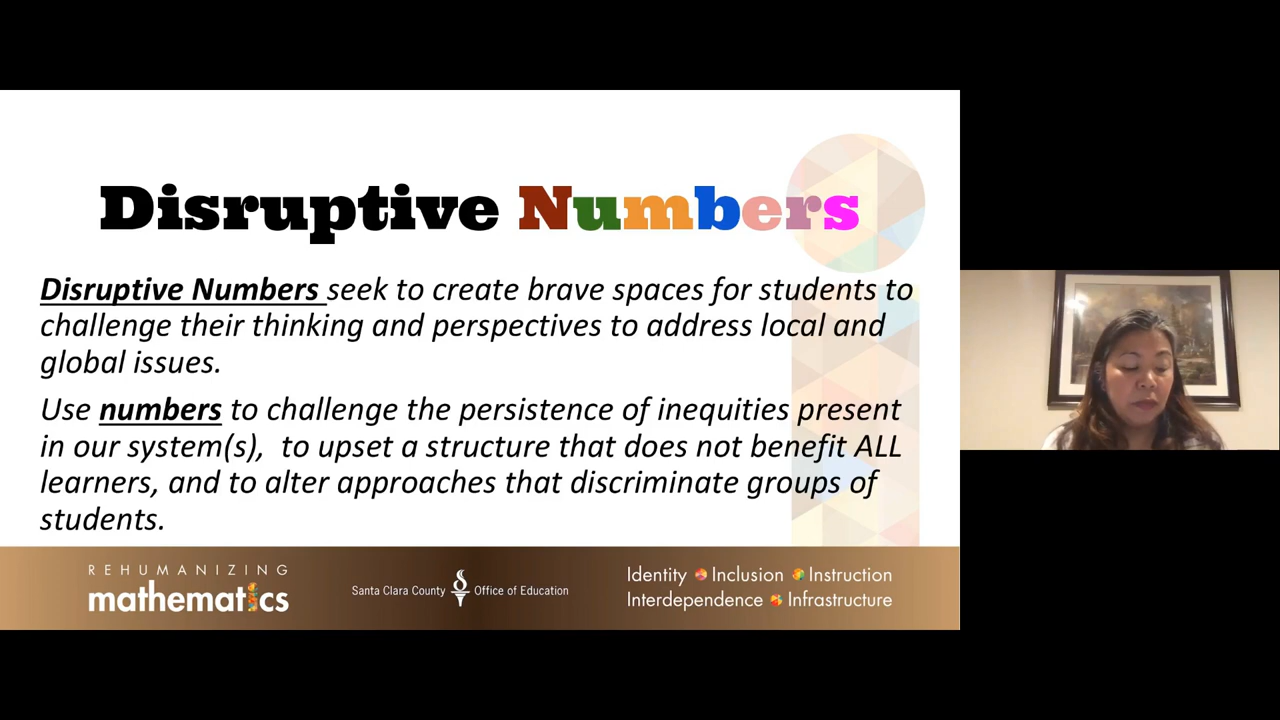 Disruptive Numbers
Disruptive Numbers seek to create brave spaces for students to
challenge their thinking and perspectives to address local and
global issues.
Use numbers to challenge the persistence of inequities present
in our system(s),  to upset a structure that does not benefit ALL
learners, and to alter approaches that discriminate groups of
students.
REHUMANIZING
mathematics
Santa Clara County Office of Education
Identity Inclusion Instruction
Interdependence Infrastructure